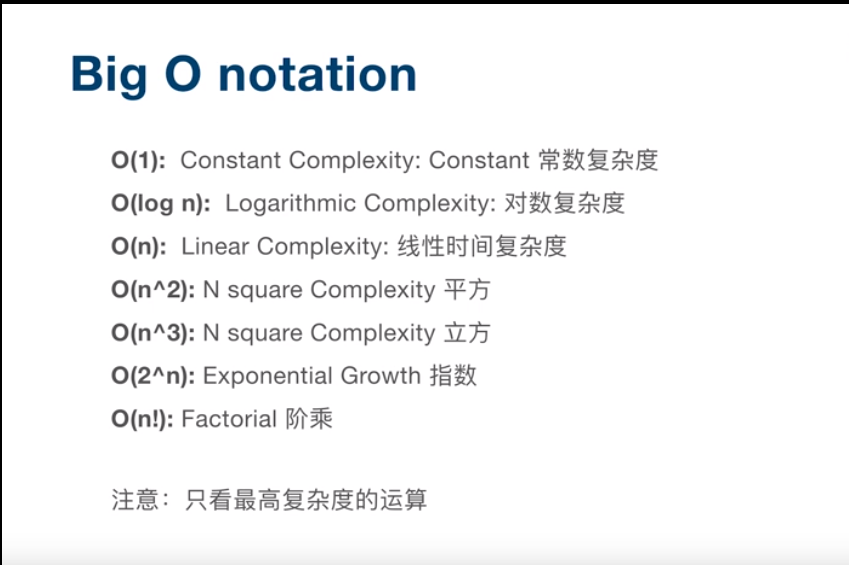 Big O notation
O(1): Constant Complexity: Constant 常数复杂度
O(log n): Logarithmic Complexity: 对数复杂度
O(n): Linear Complexity: 线性时间复杂度
O(n^2): N square Complexity 平方
O(n^3): N square Complexity 立方
O(2^n): Exponential Growth 指数
O(n!): Factorial 阶乘
注意：只看最高复杂度的运算